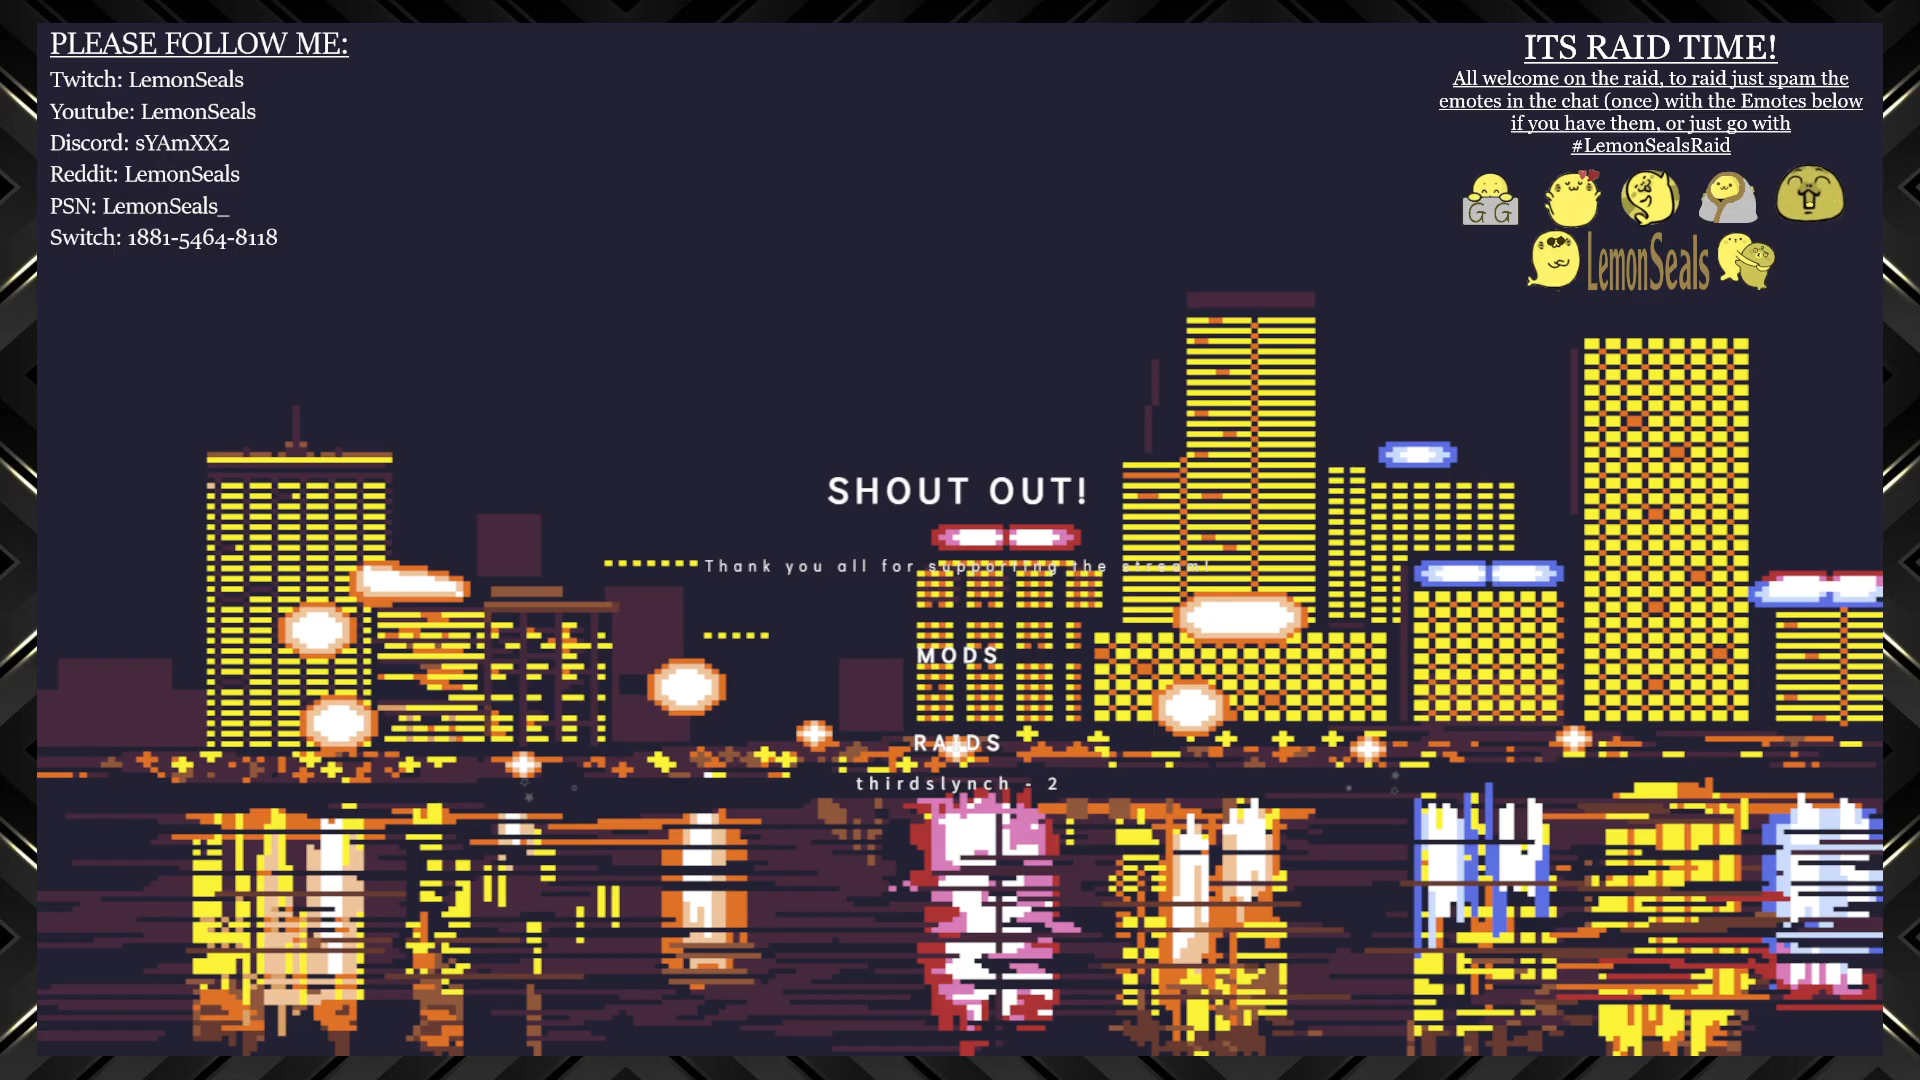 PLEASE FOLLOW ME:
Twitch: LemonSeals
Youtube: LemonSeals
Discord: sYAmXX2
Reddit: LemonSeals
PSN: LemonSeals_
Switch: 1881-5464-8118
ITS RAID TIME!
All welcome on the raid, to raid just spam the
emotes in the chat (once) with the Emotes below
if you have them, or just go with
#LemonSealsRaid
GG
LemonSeals
SHOUT OUT!
Thank you all for supporting the stream!
MODS
RAIDS
thirdslynch - 2